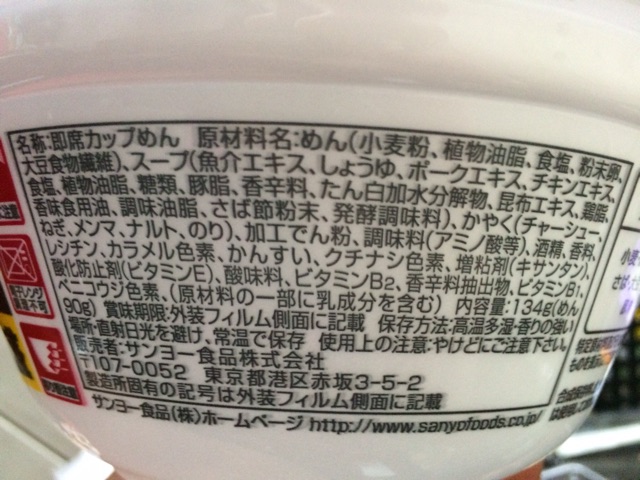 名称:即席カップめん 原材料名:めん(小麦粉、植物油脂、食塩、粉末卵、
大豆食物繊維)、スープ(魚介エキス、しょうゆ、ポークエキス、チキンエキス、
食塩、植物油脂、糖類、豚脂、香辛料、たん白加水分解物、昆布エキス、鶏脂、
香味食用油、調味油脂、さば節粉末、発酵調味料)、かやく(チャーシュー、
ねぎ、メンマ、ナルト、のり)、加工でん粉、調味料(アミノ酸等)、酒精、香料、
レシチン、カラメル色素、かんすい、クチナシ色素、増粘剤(キサンタン)、
酸化防止剤(ビタミンE)、酸味料、ビタミンB2、香辛料抽出物、ビタミンB1、
ベニコウジ色素、(原材料の一部に乳成分を含む) 内容量:134g(めん
90g) 賞味期限:外装フィルム側面に記載 保存方法:高温多湿・香りの強い
場所・直射日光を避け、常温で保存 使用上の注意:やけどにご注意下さい。
販売者:サンヨー食品株式会社
〒107-0052 東京都港区赤坂3-5-2
製造所固有の記号は外装フィルム側面に記載
サンヨー食品(株)ホームページ http://www.sanyofoods.co.jp/